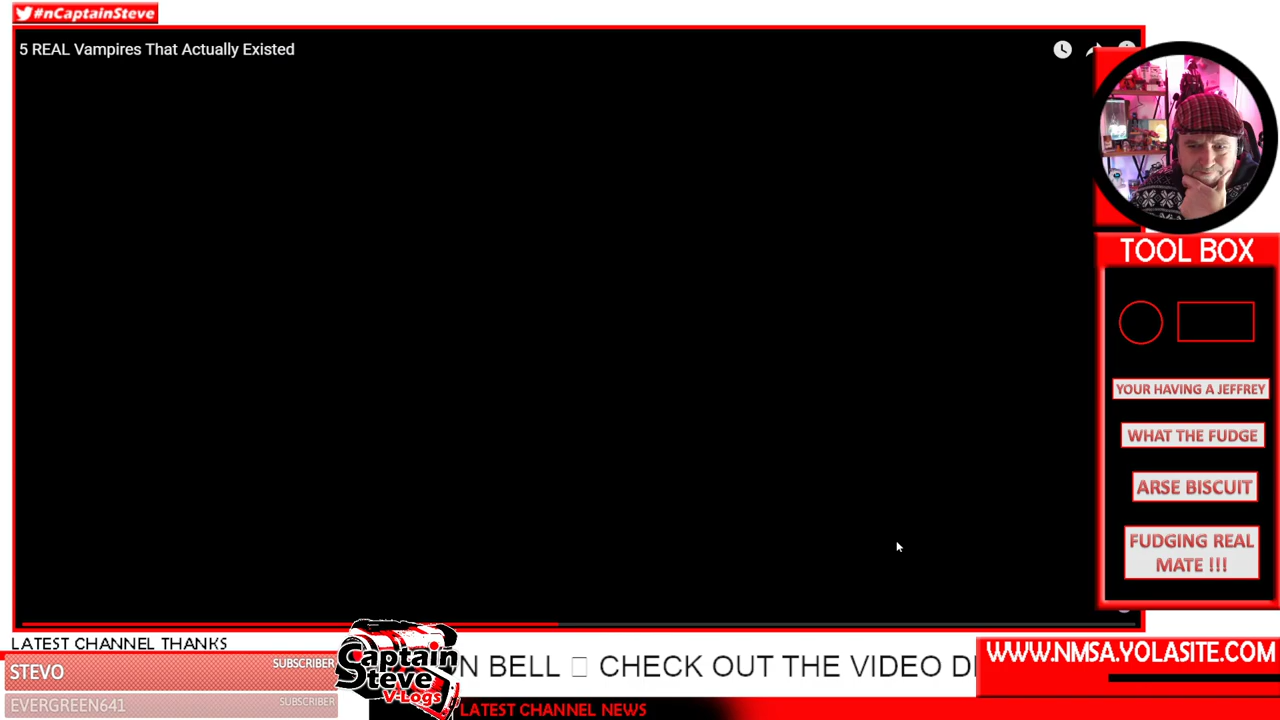 #nCaptainSteve
5 REAL Vampires That Actually Existed
TOOL BOX
YOUR HAVING A JEFFREY
WHAT THE FUDGE
ARSE BISCUIT
FUDGING REAL
MATE !!!
LATEST CHANNEL THANKS
STEVO
SUBSCRIBER
EVERGREEN641
SUBSCRIBER
Captain
Steve
V-Logs
N BELL CHECK OUT THE VIDEO D
WWW.NMSA.YOLASITE.COM
LATEST CHANNEL NEWS